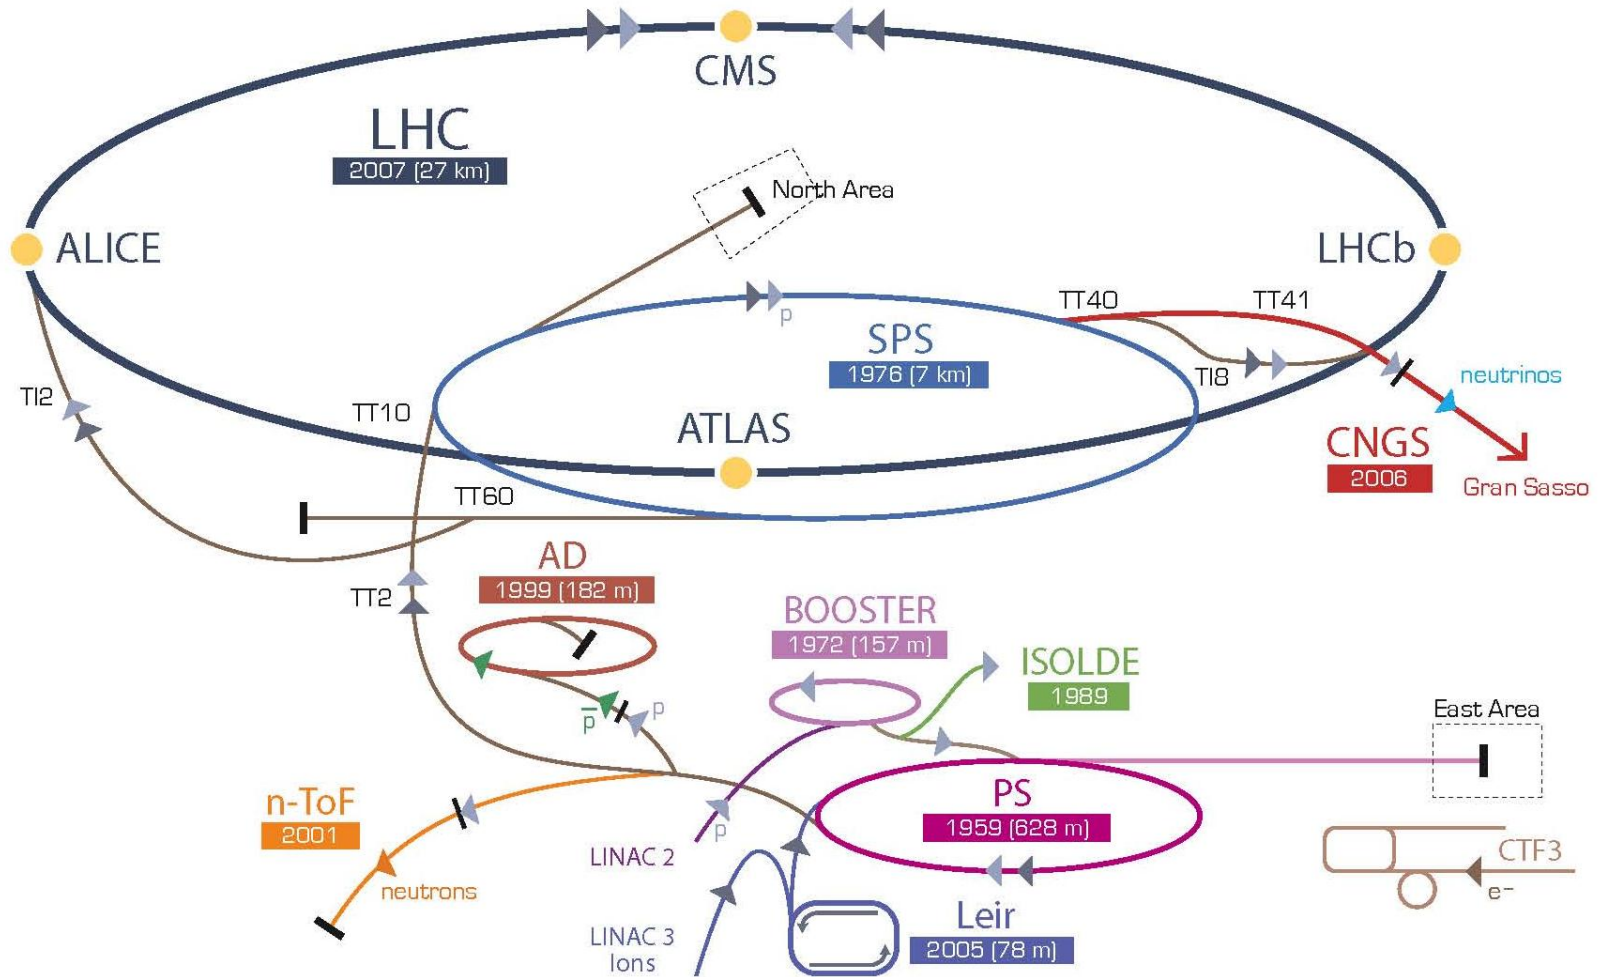 CMS
LHC
2007 (27 km)
North Area
ALICE
LHCb
TT40
TT41
p
SPS
1976 (7 km)
TI8
neutrinos
TI2
TT10
ATLAS
CNGS
2006
Gran Sasso
TT60
AD
1999 (182 m)
TT2
BOOSTER
1972 (157 m)
ISOLDE
1989
p̅
p
East Area
n-ToF
2001
PS
1959 (628 m)
p
LINAC 2
neutrons
CTF3
e⁻
Leir
2005 (78 m)
LINAC 3
Ions